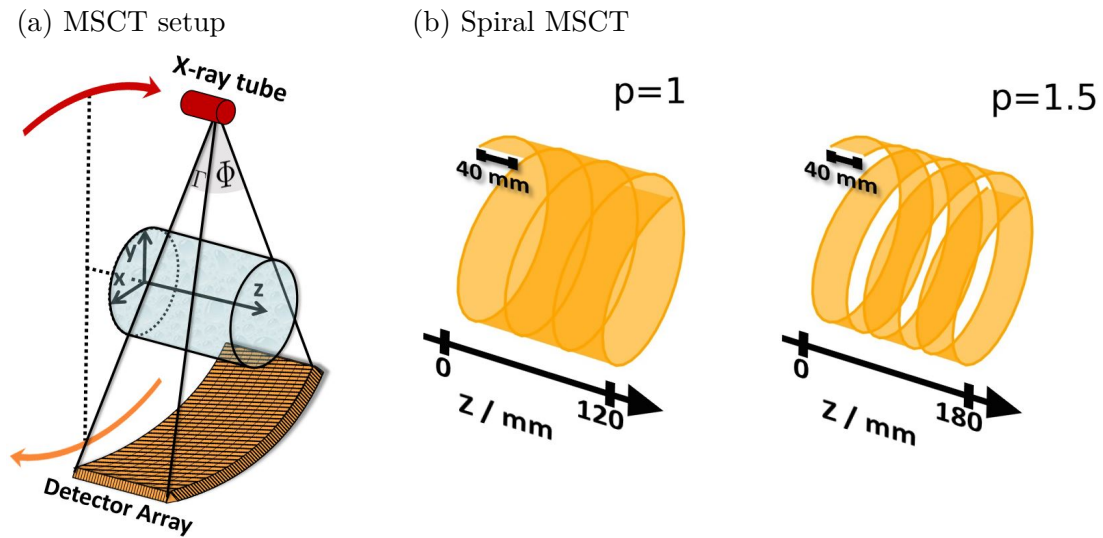 (a) MSCT setup
X-ray tube
Γ Φ
y
x
z
Detector Array
(b) Spiral MSCT
p=1
40 mm
0
120
Z / mm
p=1.5
40 mm
0
180
Z / mm